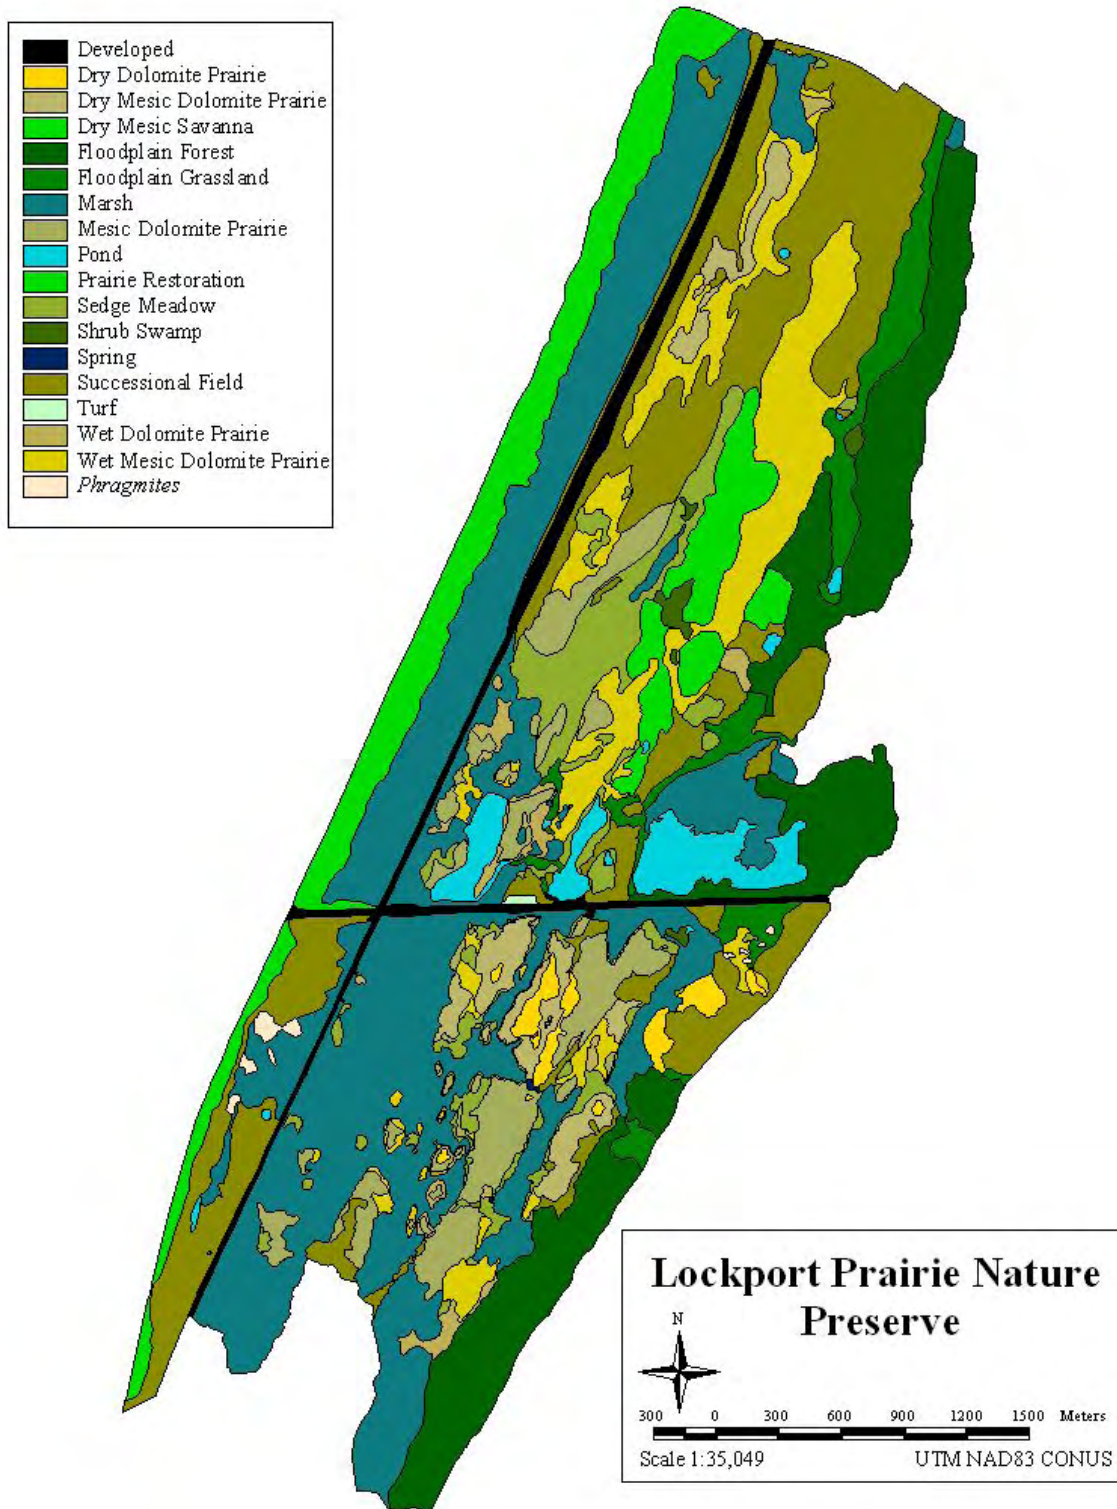 Developed
Dry Dolomite Prairie
Dry Mesic Dolomite Prairie
Dry Mesic Savanna
Floodplain Forest
Floodplain Grassland
Marsh
Mesic Dolomite Prairie
Pond
Prairie Restoration
Sedge Meadow
Shrub Swamp
Spring
Successional Field
Turf
Wet Dolomite Prairie
Wet Mesic Dolomite Prairie
Phragmites
Lockport Prairie Nature
Preserve
N
300 0 300 600 900 1200 1500 Meters
Scale 1:35,049 UTM NAD83 CONUS